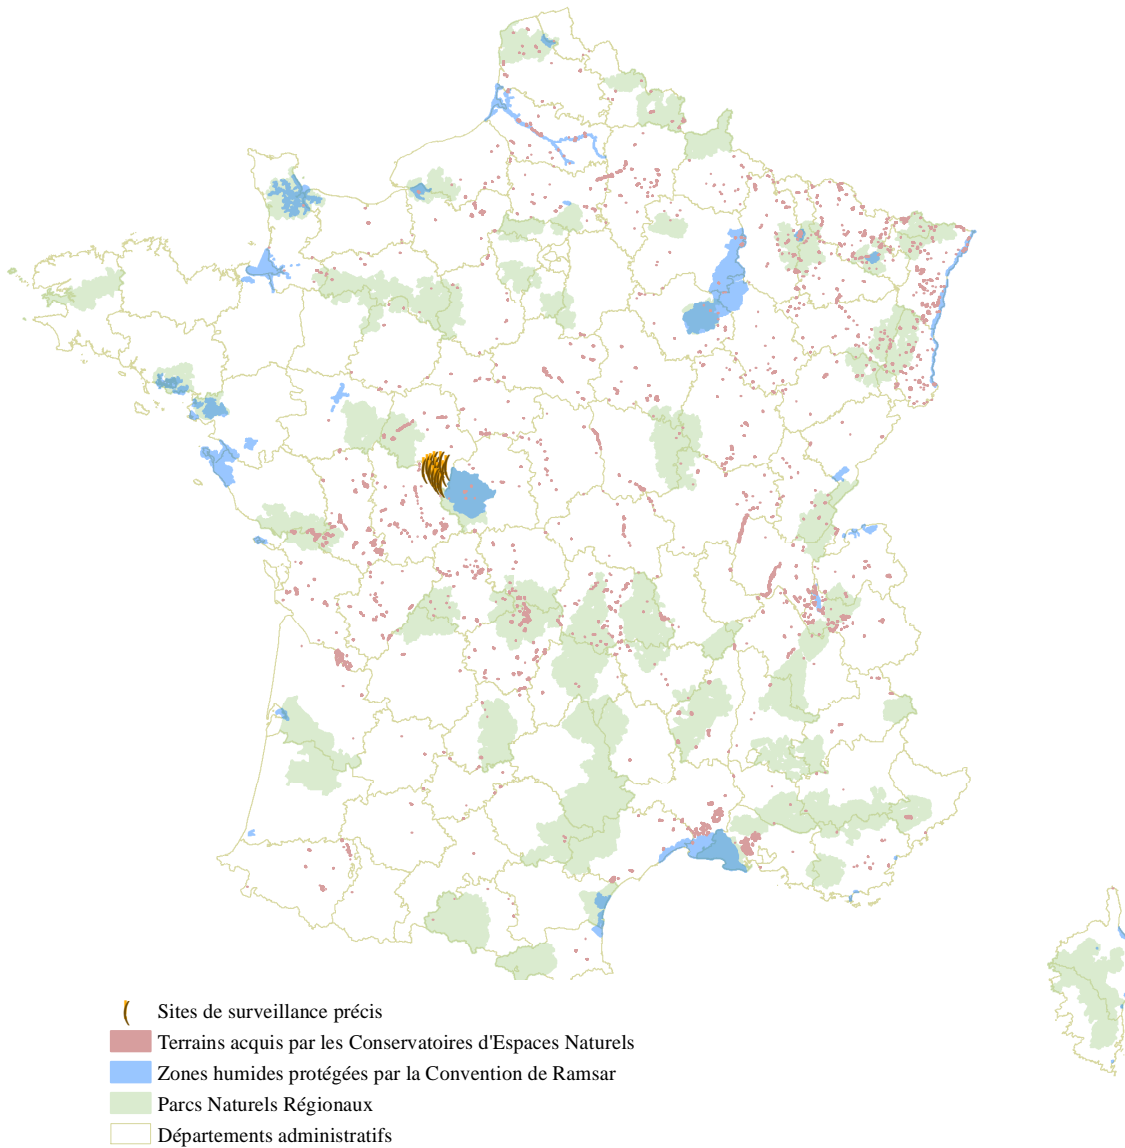 Sites de surveillance précis
Terrains acquis par les Conservatoires d'Espaces Naturels
Zones humides protégées par la Convention de Ramsar
Parcs Naturels Régionaux
Départements administratifs